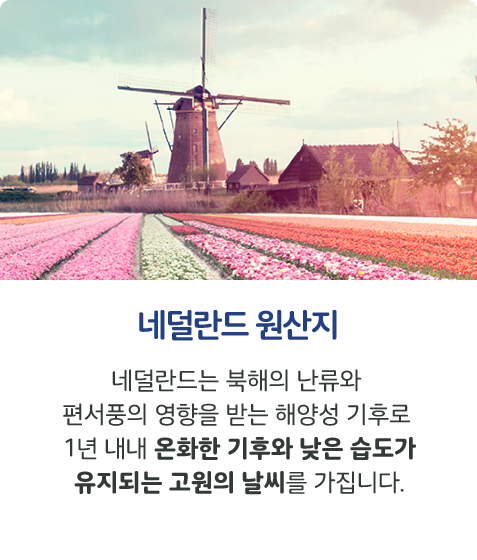 네덜란드 원산지
네덜란드는 북해의 난류와
편서풍의 영향을 받는 해양성 기후로
1년 내내 온화한 기후와 낮은 습도가
유지되는 고원의 날씨를 가집니다.